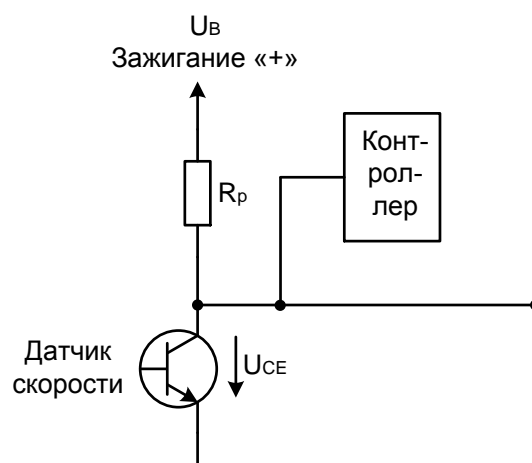 UB
Зажигание «+»
Rp
Конт-
рол-
лер
Датчик
скорости
UCE